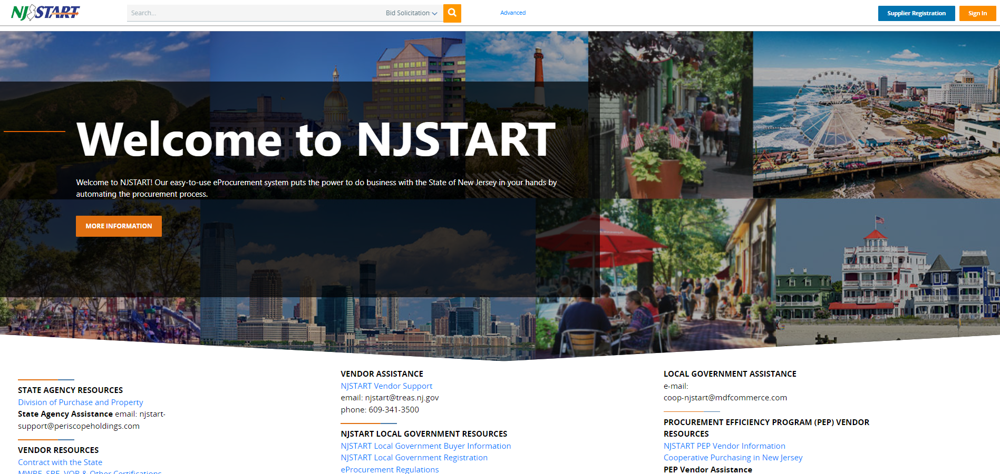 NJSTART
Search...
Bid Solicitation
Advanced
Supplier Registration
Sign In
Welcome to NJSTART
Welcome to NJSTART! Our easy-to-use eProcurement system puts the power to do business with the State of New Jersey in your hands by
automating the procurement process.
MORE INFORMATION
STATE AGENCY RESOURCES
Division of Purchase and Property
State Agency Assistance email: njstart-
support@periscopeholdings.com
VENDOR RESOURCES
Contract with the State
MWBE, SBE, VOB & Other Certifications
VENDOR ASSISTANCE
NJSTART Vendor Support
email: njstart@treas.nj.gov
phone: 609-341-3500
NJSTART LOCAL GOVERNMENT RESOURCES
NJSTART Local Government Buyer Information
NJSTART Local Government Registration
eProcurement Regulations
LOCAL GOVERNMENT ASSISTANCE
e-mail:
coop-njstart@mdfcommerce.com
PROCUREMENT EFFICIENCY PROGRAM (PEP) VENDOR
RESOURCES
NJSTART PEP Vendor Information
Cooperative Purchasing in New Jersey
PEP Vendor Assistance